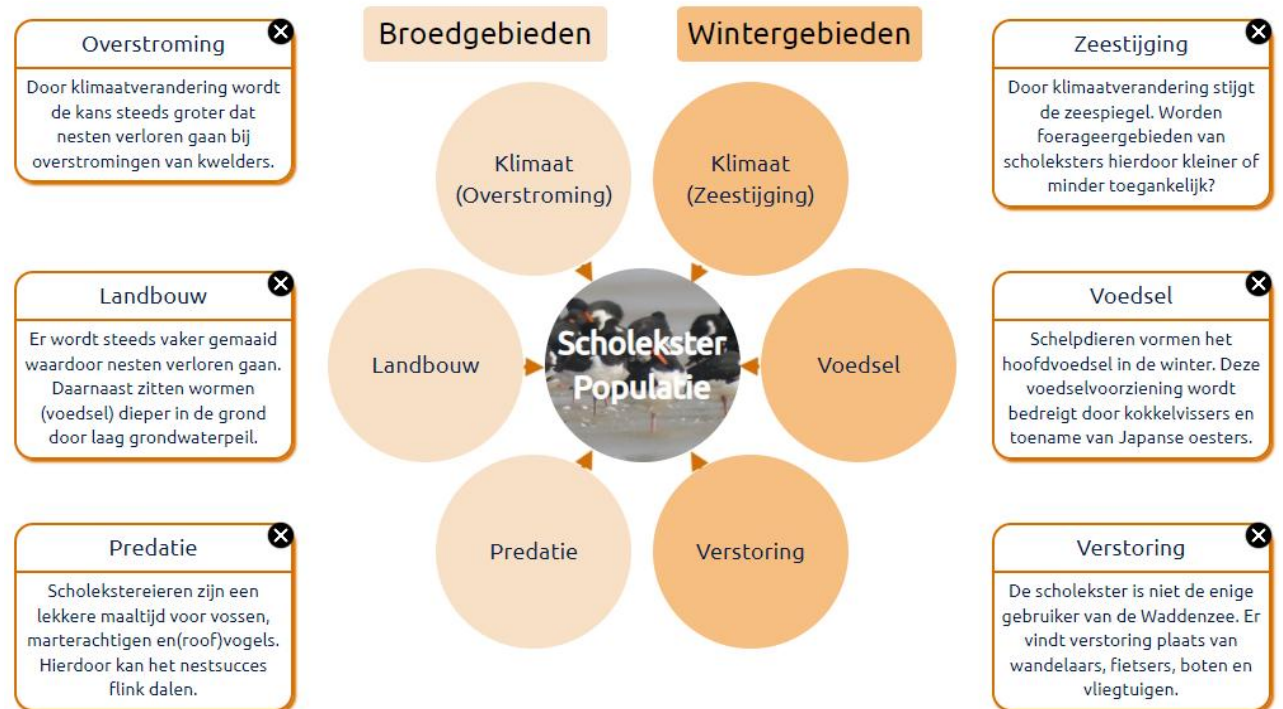 Broedgebieden
Wintergebieden
Overstroming
Door klimaatverandering wordt
de kans steeds groter dat
nesten verloren gaan bij
overstromingen van kwelders.
Landbouw
Er wordt steeds vaker gemaaid
waardoor nesten verloren gaan.
Daarnaast zitten wormen
(voedsel) dieper in de grond
door laag grondwaterpeil.
Predatie
Scholekstereieren zijn een
lekkere maaltijd voor vossen,
marterachtigen en(roof)vogels.
Hierdoor kan het nestsucces
flink dalen.
Klimaat
(Overstroming)
Klimaat
(Zeestijging)
Landbouw
Scholekster
Populatie
Voedsel
Predatie
Verstoring
Zeestijging
Door klimaatverandering stijgt
de zeespiegel. Worden
foerageergebieden van
scholeksters hierdoor kleiner of
minder toegankelijk?
Voedsel
Schelpdieren vormen het
hoofdvoedsel in de winter. Deze
voedselvoorziening wordt
bedreigt door kokkelvissers en
toename van Japanse oesters.
Verstoring
De scholekster is niet de enige
gebruiker van de Waddenzee. Er
vindt verstoring plaats van
wandelaars, fietsers, boten en
vliegtuigen.